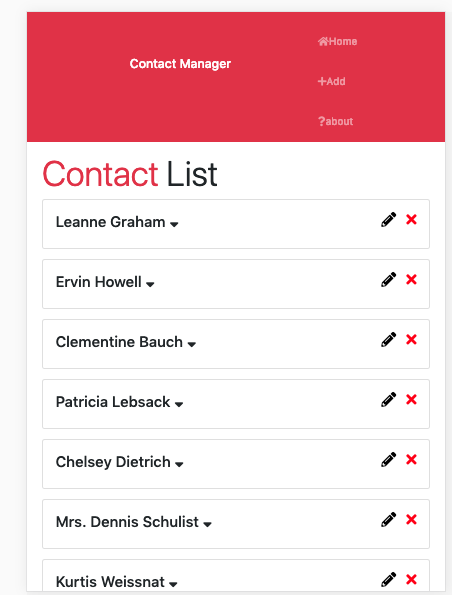 Home
Contact Manager
Add
about
Contact List
Leanne Graham
Ervin Howell
Clementine Bauch
Patricia Lebsack
Chelsey Dietrich
Mrs. Dennis Schulist
Kurtis Weissnat